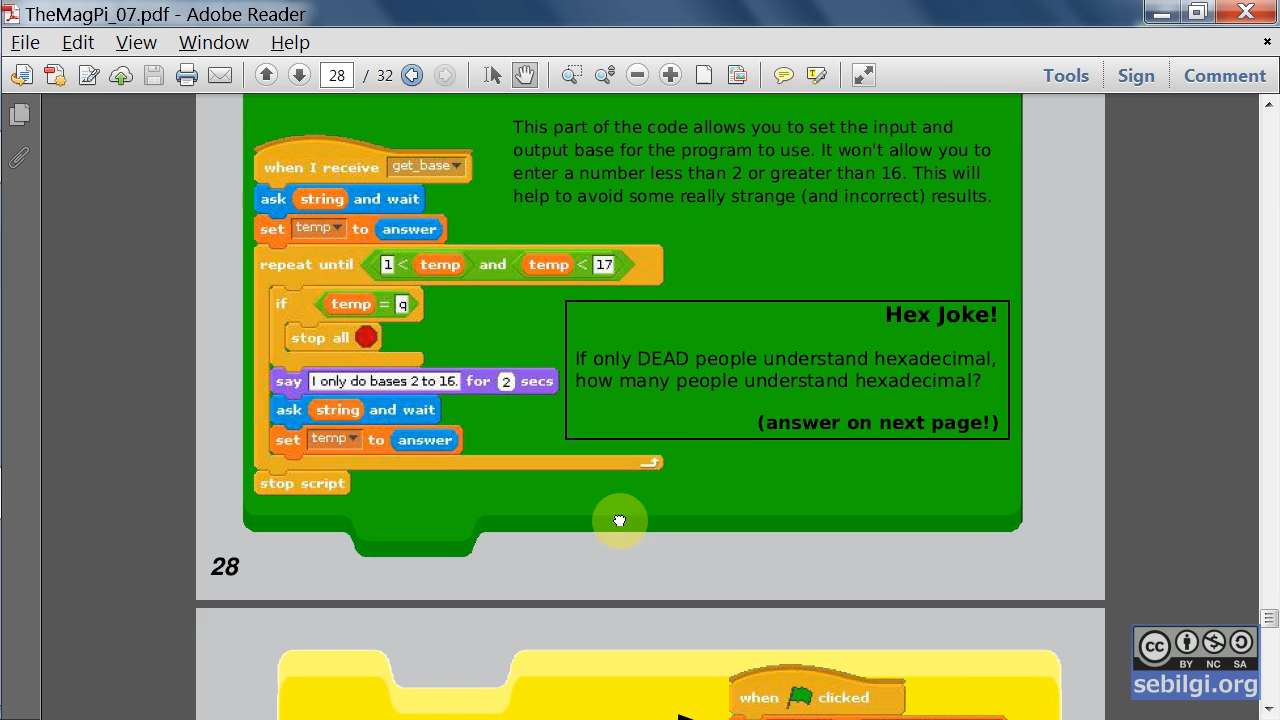 TheMagPi_07.pdf - Adobe Reader
File Edit View Window Help
28 / 32
Tools Sign Comment
This part of the code allows you to set the input and
output base for the program to use. It won't allow you to
enter a number less than 2 or greater than 16. This will
help to avoid some really strange (and incorrect) results.
when I receive get_base
ask string and wait
set temp to answer
repeat until 1 < temp and temp < 17
if temp = q
stop all
say I only do bases 2 to 16. for 2 secs
ask string and wait
set temp to answer
stop script
Hex Joke!
If only DEAD people understand hexadecimal,
how many people understand hexadecimal?
(answer on next page!)
28
when clicked
cc BY NC SA
sebilgi.org